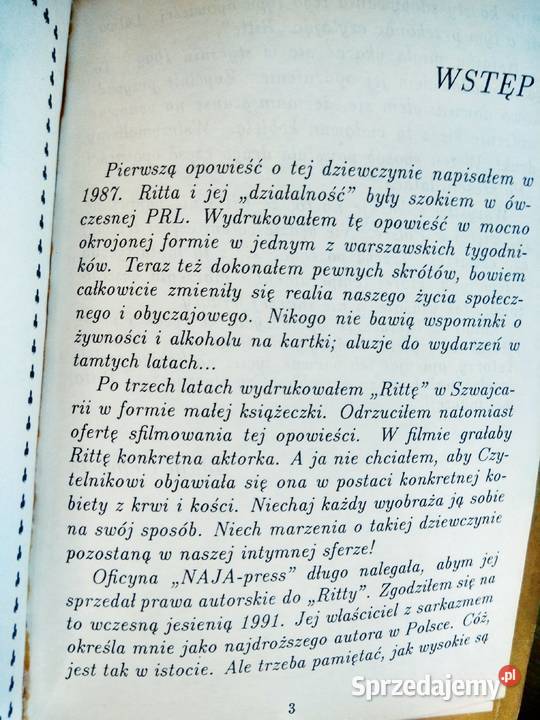 WSTĘP
Pierwszą opowieść o tej dziewczynie napisałem w
1987. Ritta i jej „działalność” były szokiem w ów-
czesnej PRL. Wydrukowałem tę opowieść w mocno
okrojonej formie w jednym z warszawskich tygodni-
ków. Teraz też dokonałem pewnych skrótów, bowiem
całkowicie zmieniły się realia naszego życia społecz-
nego i obyczajowego. Nikogo nie bawią wspominki o
żywności i alkoholu na kartki; aluzje do wydarzeń w
tamtych latach...
Po trzech latach wydrukowałem „Rittę” w Szwajca-
rii w formie małej książeczki. Odrzuciłem natomiast
ofertę sfilmowania tej opowieści. W filmie grałaby
Rittę konkretna aktorka. A ja nie chciałem, aby Czy-
telnikowi objawiała się ona w postaci konkretnej ko-
biety z krwi i kości. Niechaj każdy wyobraża ją sobie
na swój sposób. Niech marzenia o takiej dziewczynie
pozostaną w naszej intymnej sferze!
Oficyna „NAJA-press” długo nalegała, abym jej
sprzedał prawa autorskie do „Ritty”. Zgodziłem się na
to wczesną jesienią 1991. Jej właściciel z sarkazmem
określa mnie jako najdroższego autora w Polsce. Cóż,
jest tak w istocie. Ale trzeba pamiętać, jak wysokie są
3
Sprzedajemy.pl